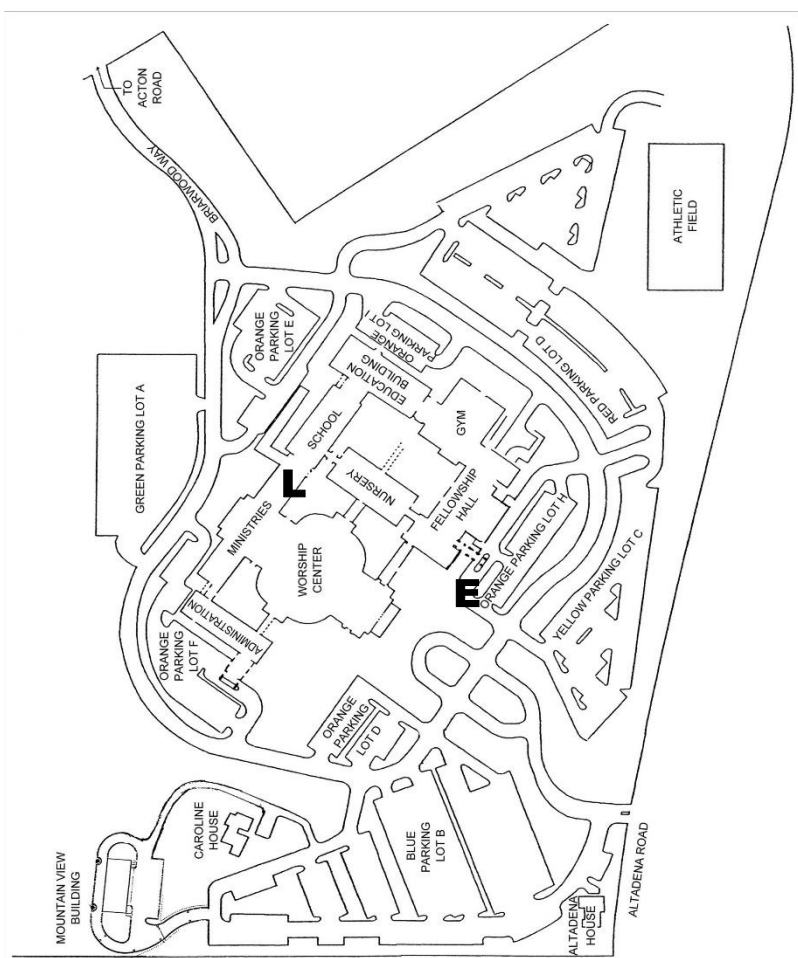 TO
ACTON
ROAD
BRIARWOOD WAY
ATHLETIC
FIELD
GREEN PARKING LOT A
ORANGE
PARKING
LOT E
ORANGE
PARKING LOT I
EDUCATION
BUILDING
RED PARKING LOT D
SCHOOL
GYM
L
NURSERY
MINISTRIES
FELLOWSHIP
HALL
WORSHIP
CENTER
ORANGE PARKING LOT H
E
ADMINISTRATION
YELLOW PARKING LOT C
ORANGE
PARKING
LOT F
ORANGE
PARKING
LOT D
CAROLINE
HOUSE
BLUE
PARKING
LOT B
MOUNTAIN VIEW
BUILDING
ALTADENA
HOUSE
ALTADENA ROAD